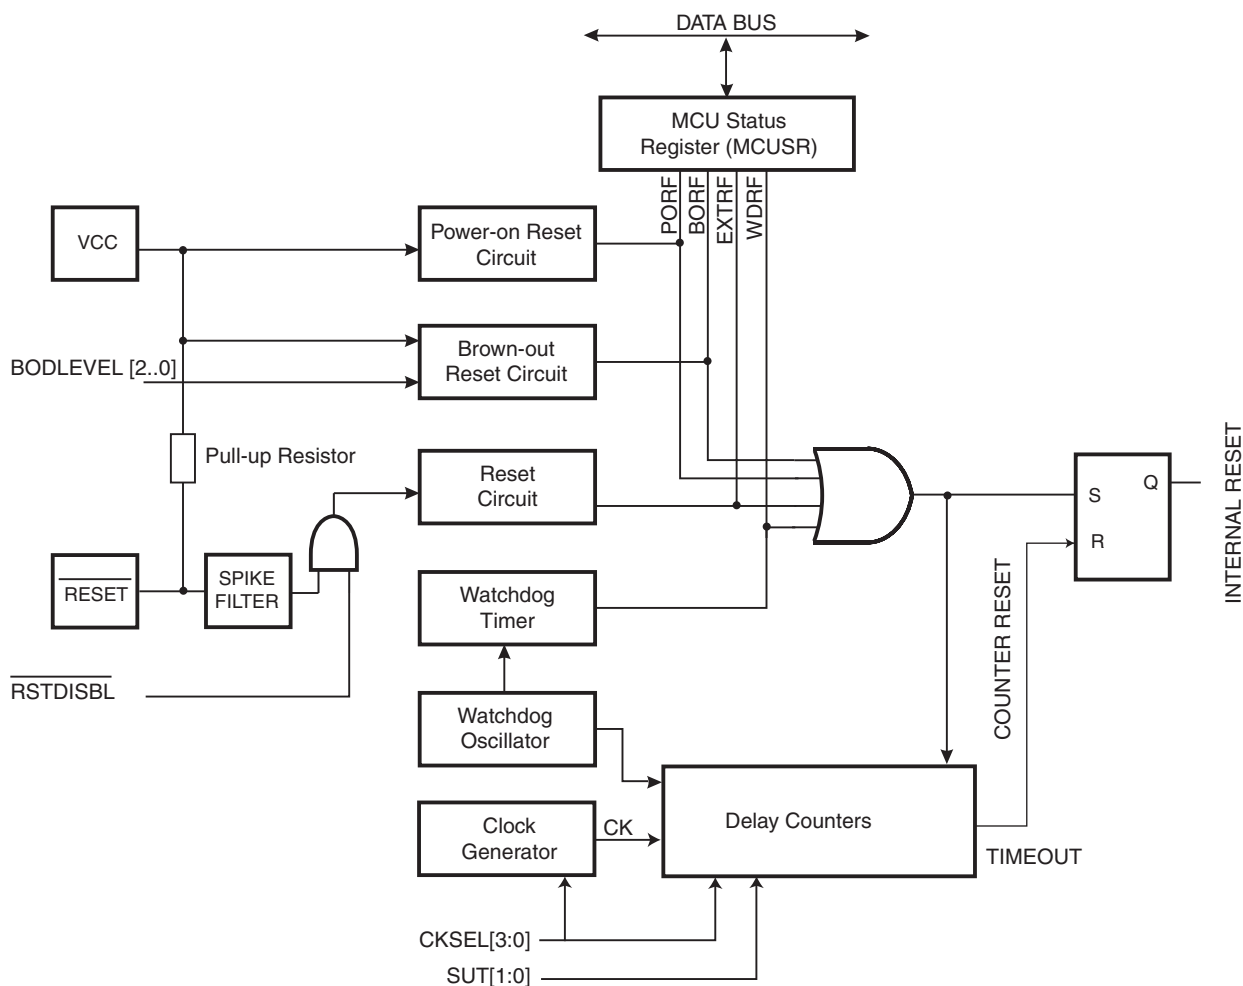 DATA BUS
MCU Status
Register (MCUSR)
PORF
BORF
EXTRF
WDRF
VCC
Power-on Reset
Circuit
BODLEVEL [2..0]
Brown-out
Reset Circuit
Pull-up Resistor
Reset
Circuit
S
Q
R
INTERNAL RESET
RESET
SPIKE
FILTER
Watchdog
Timer
COUNTER RESET
RSTDISBL
Watchdog
Oscillator
Clock
Generator
CK
Delay Counters
TIMEOUT
CKSEL[3:0]
SUT[1:0]